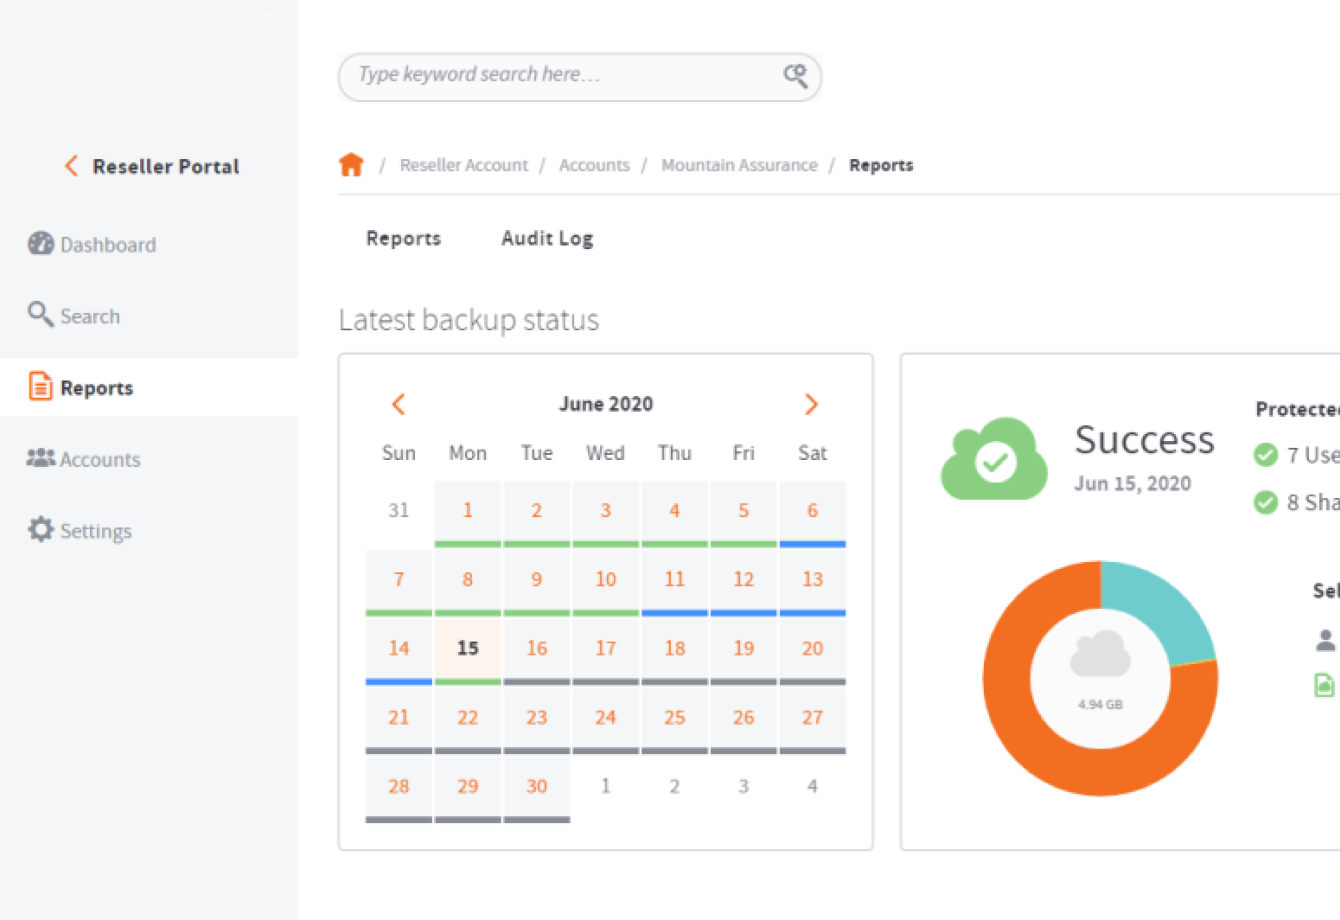 Type keyword search here...
Reseller Portal
/ Reseller Account / Accounts / Mountain Assurance / Reports
Dashboard
Reports Audit Log
Search
Latest backup status
Reports
June 2020
Sun Mon Tue Wed Thu Fri Sat
31 1 2 3 4 5 6
7 8 9 10 11 12 13
14 15 16 17 18 19 20
21 22 23 24 25 26 27
28 29 30 1 2 3 4
Accounts
Settings
Success
Jun 15, 2020
Protecte
7 Use
8 Sha
4.94 GB
Sel